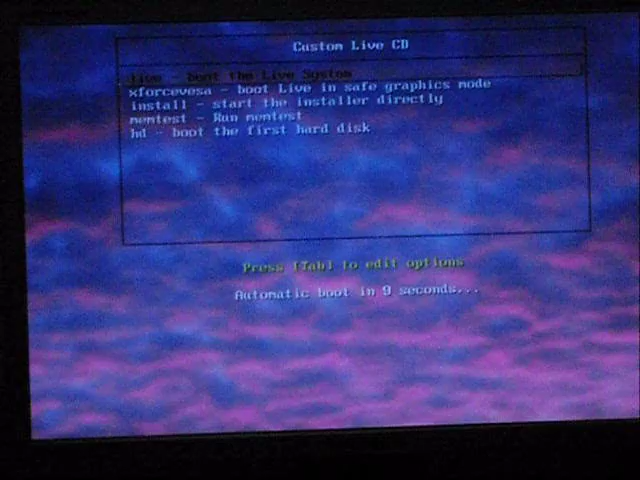 Custom Live CD
live - boot the Live System
xforcevesa - boot Live in safe graphics mode
install - start the installer directly
memtest - Run memtest
hd - boot the first hard disk
Press [Tab] to edit options
Automatic boot in 9 seconds...